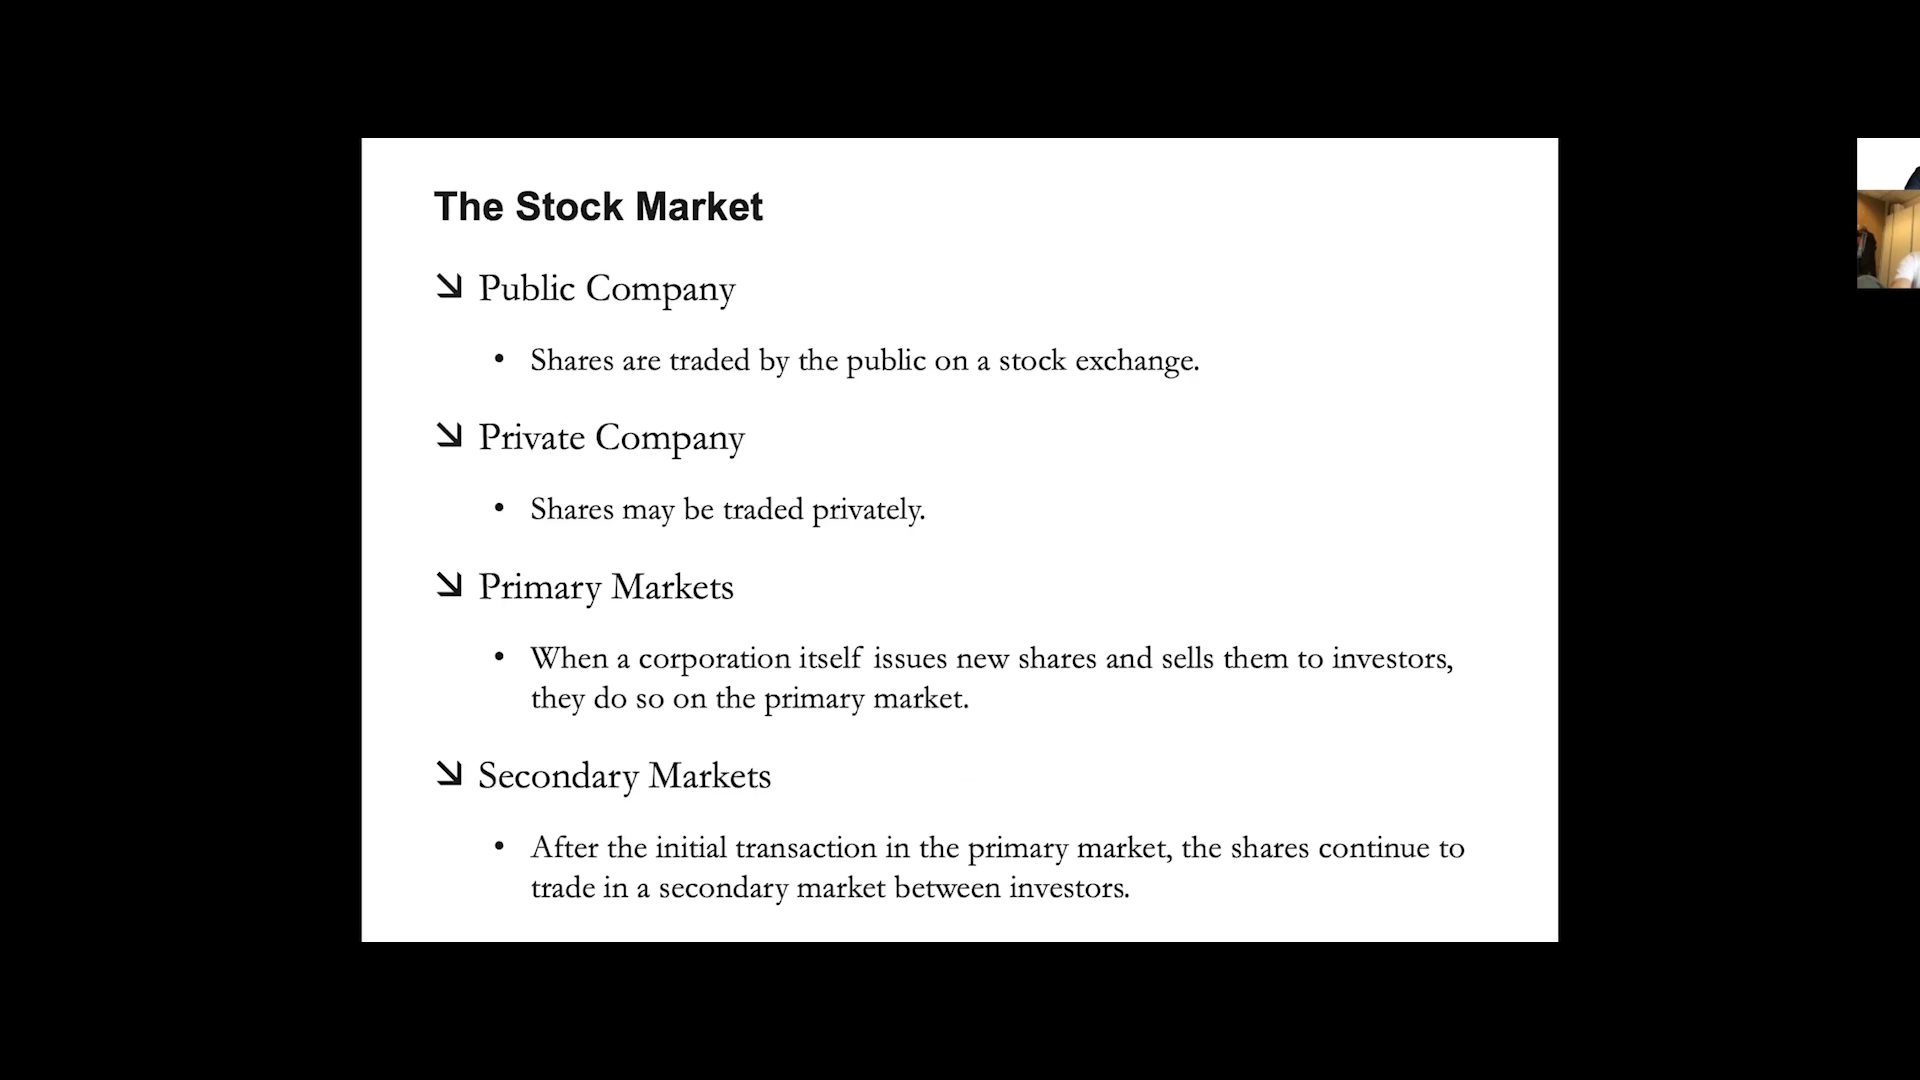 The Stock Market
Public Company
• Shares are traded by the public on a stock exchange.
Private Company
• Shares may be traded privately.
Primary Markets
• When a corporation itself issues new shares and sells them to investors,
they do so on the primary market.
Secondary Markets
• After the initial transaction in the primary market, the shares continue to
trade in a secondary market between investors.